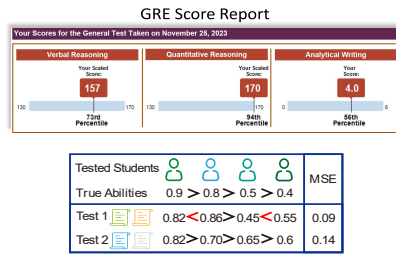 GRE Score Report
Your Scores for the General Test Taken on November 25, 2023
Verbal Reasoning
Your Scaled
Score:
157
130
170
73rd
Percentile
Quantitative Reasoning
Your Scaled
Score:
170
130
170
94th
Percentile
Analytical Writing
Your
Score:
4.0
0
6
56th
Percentile
Tested Students
MSE
True Abilities 0.9 > 0.8 > 0.5 > 0.4
Test 1 0.82 < 0.86 > 0.45 < 0.55 0.09
Test 2 0.82 > 0.70 > 0.65 > 0.6 0.14